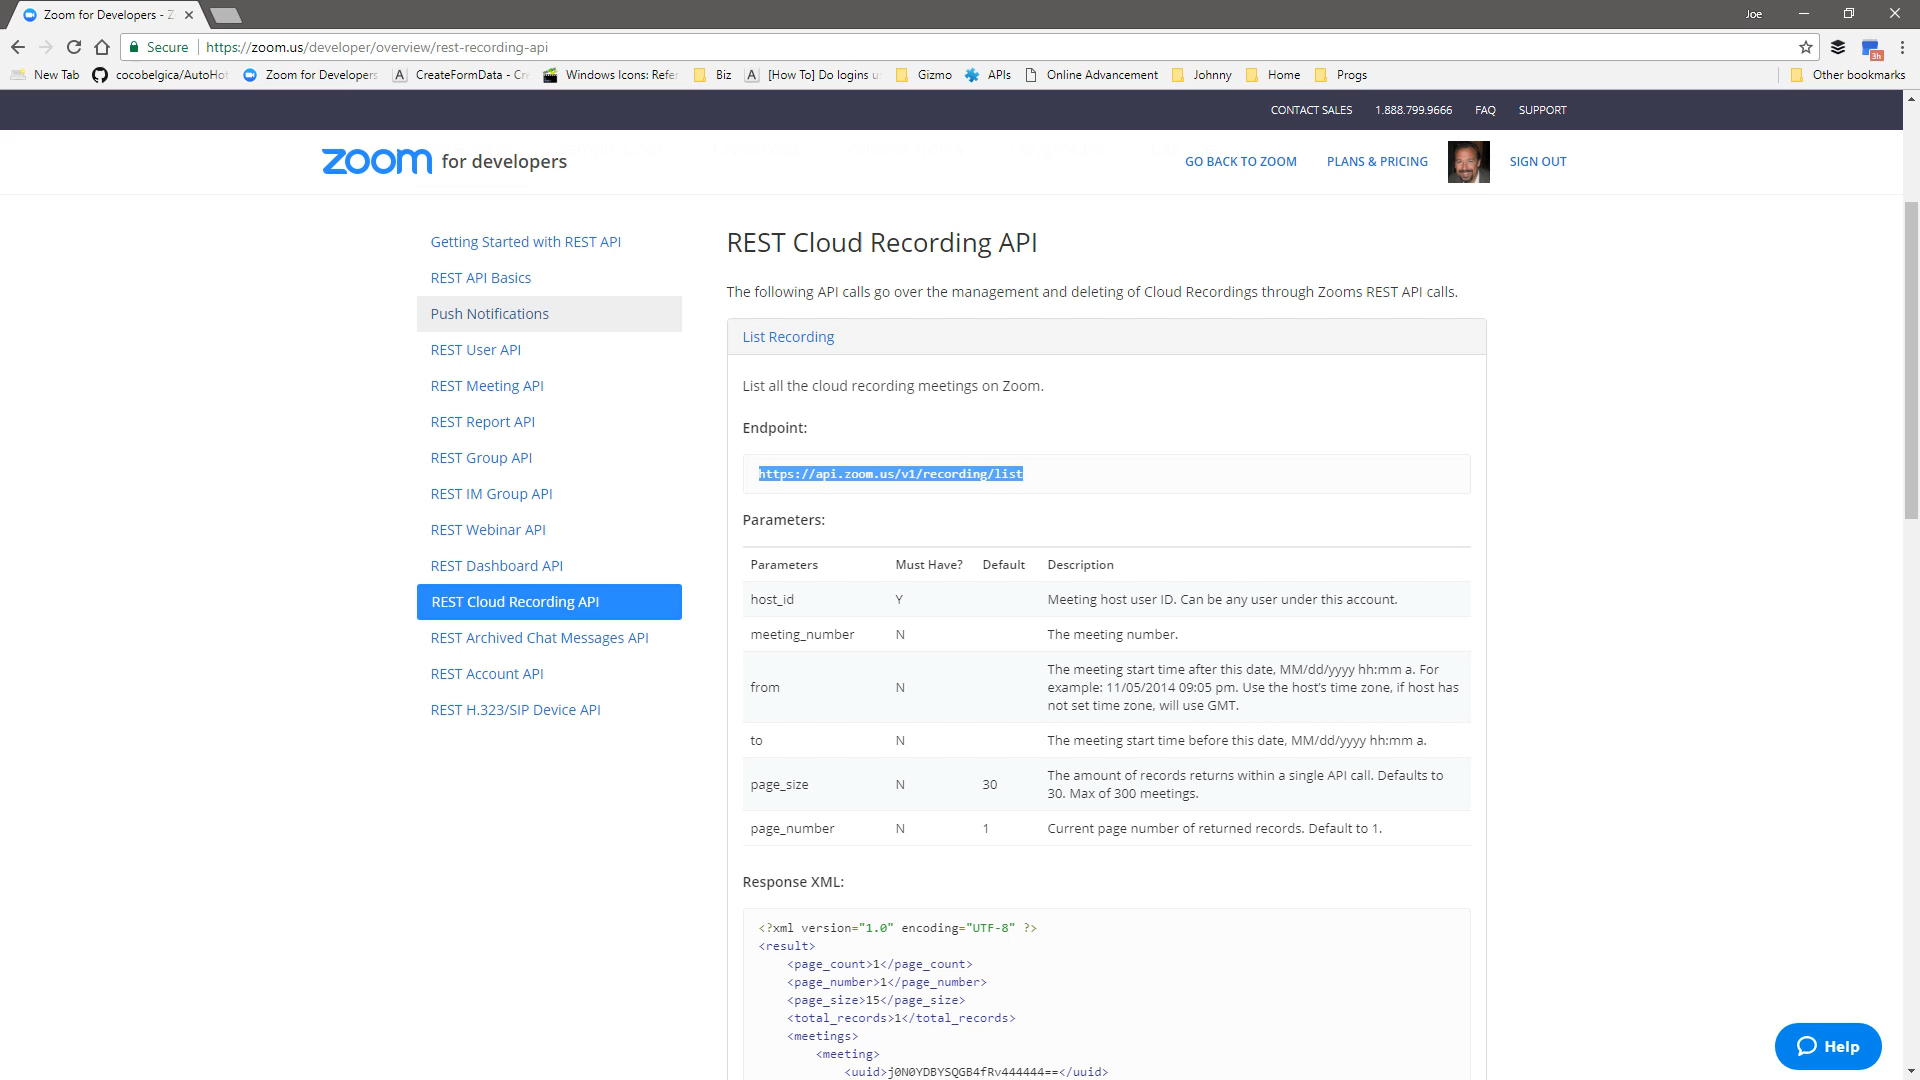 Zoom for Developers - Z
Joe
Secure
https://zoom.us/developer/overview/rest-recording-api
3h
New Tab
cocobelgica/AutoHot
Zoom for Developers
CreateFormData - Cre
Windows Icons: Refer
Biz
[How To] Do logins u
Gizmo
APIs
Online Advancement
Johnny
Home
Progs
Other bookmarks
CONTACT SALES
1.888.799.9666
FAQ
SUPPORT
zoom for developers
GO BACK TO ZOOM
PLANS & PRICING
SIGN OUT
Getting Started with REST API
REST API Basics
Push Notifications
REST User API
REST Meeting API
REST Report API
REST Group API
REST IM Group API
REST Webinar API
REST Dashboard API
REST Cloud Recording API
REST Archived Chat Messages API
REST Account API
REST H.323/SIP Device API
REST Cloud Recording API
The following API calls go over the management and deleting of Cloud Recordings through Zooms REST API calls.
List Recording
List all the cloud recording meetings on Zoom.
Endpoint:
https://api.zoom.us/v1/recording/list
Parameters:
Parameters Must Have? Default Description
host_id Y Meeting host user ID. Can be any user under this account.
meeting_number N The meeting number.
from N The meeting start time after this date, MM/dd/yyyy hh:mm a. For
example: 11/05/2014 09:05 pm. Use the host's time zone, if host has
not set time zone, will use GMT.
to N The meeting start time before this date, MM/dd/yyyy hh:mm a.
page_size N 30 The amount of records returns within a single API call. Defaults to
30. Max of 300 meetings.
page_number N 1 Current page number of returned records. Default to 1.
Response XML:
<?xml version="1.0" encoding="UTF-8" ?>
<result>
<page_count>1</page_count>
<page_number>1</page_number>
<page_size>15</page_size>
<total_records>1</total_records>
<meetings>
<meeting>
<uuid>j0N0YDBYSQGB4fRv444444==</uuid>
Help